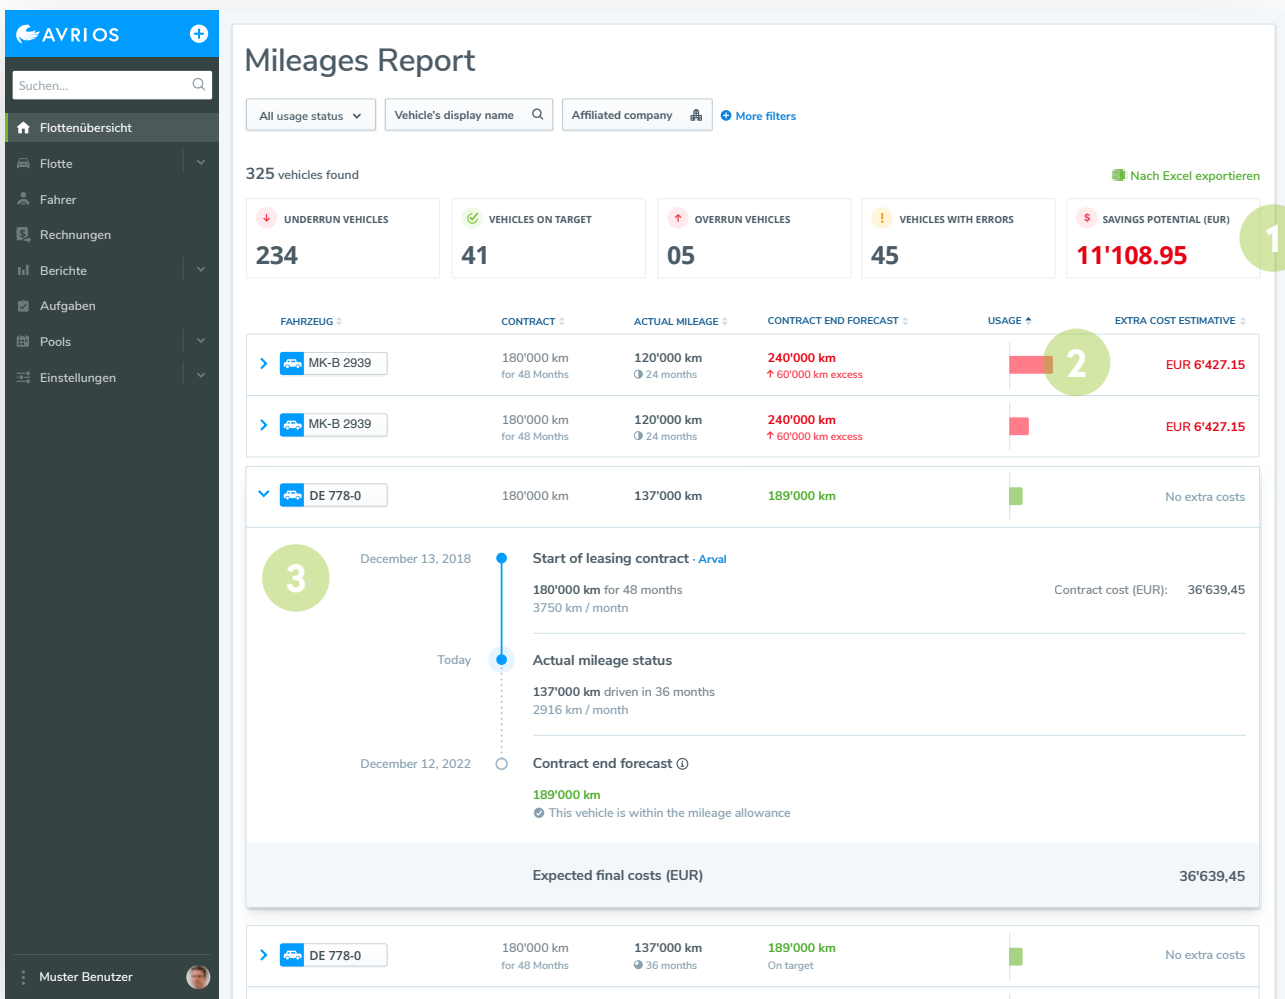 AVRIOS
Suchen...
Flottenübersicht
Flotte
Fahrer
Rechnungen
Berichte
Aufgaben
Pools
Einstellungen
Muster Benutzer
Mileages Report
All usage status
Vehicle's display name
Affiliated company
More filters
325 vehicles found
Nach Excel exportieren
UNDERRUN VEHICLES
234
VEHICLES ON TARGET
41
OVERRUN VEHICLES
05
VEHICLES WITH ERRORS
45
$ SAVINGS POTENTIAL (EUR)
11'108.95
1
FAHRZEUG CONTRACT ACTUAL MILEAGE CONTRACT END FORECAST USAGE EXTRA COST ESTIMATIVE
MK-B 2939 180'000 km 120'000 km 240'000 km 2 EUR 6'427.15
for 48 Months 24 months 60'000 km excess
MK-B 2939 180'000 km 120'000 km 240'000 km EUR 6'427.15
for 48 Months 24 months 60'000 km excess
DE 778-0 180'000 km 137'000 km 189'000 km No extra costs
3
December 13, 2018 Start of leasing contract · Arval
180'000 km for 48 months Contract cost (EUR): 36'639,45
3750 km / montn
Today Actual mileage status
137'000 km driven in 36 months
2916 km / month
December 12, 2022 Contract end forecast
189'000 km
This vehicle is within the mileage allowance
Expected final costs (EUR) 36'639,45
DE 778-0 180'000 km 137'000 km 189'000 km No extra costs
for 48 Months 36 months On target